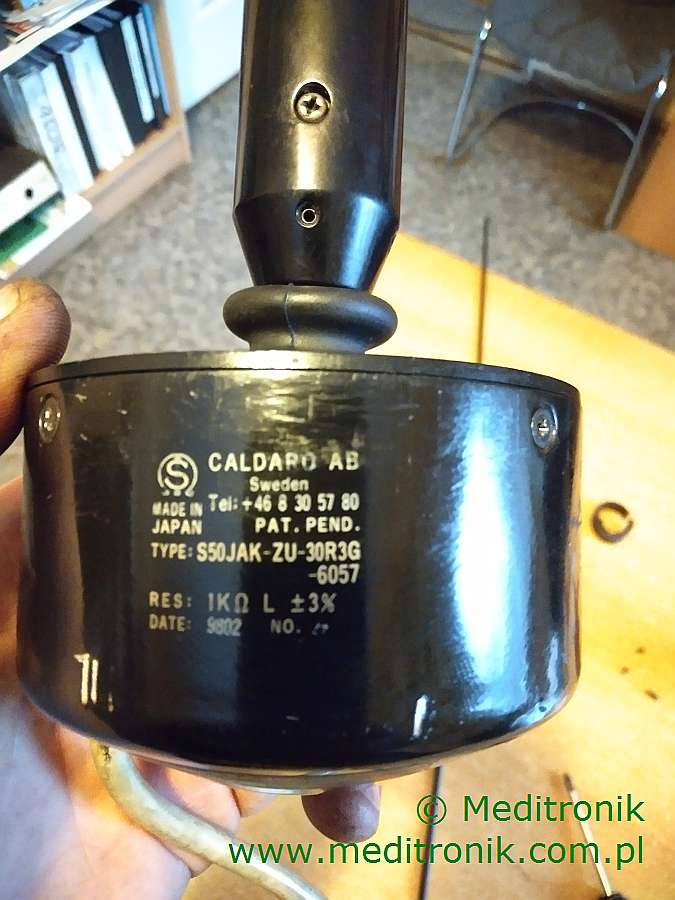 S
CALDARO AB
Sweden
MADE IN JAPAN
Tel: +46 8 30 57 80
PAT. PEND.
TYPE: S50JAK-ZU-30R3G
-6057
RES: 1KΩ L ±3%
DATE: 9802 NO.
© Meditronik
www.meditronik.com.pl